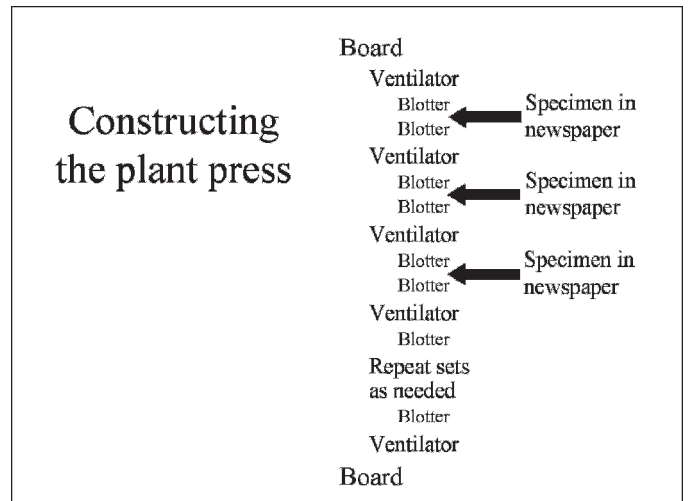 Constructing
the plant press
Board
Ventilator
Blotter
Blotter
Specimen in
newspaper
Ventilator
Blotter
Blotter
Specimen in
newspaper
Ventilator
Blotter
Blotter
Specimen in
newspaper
Ventilator
Blotter
Repeat sets
as needed
Blotter
Ventilator
Board